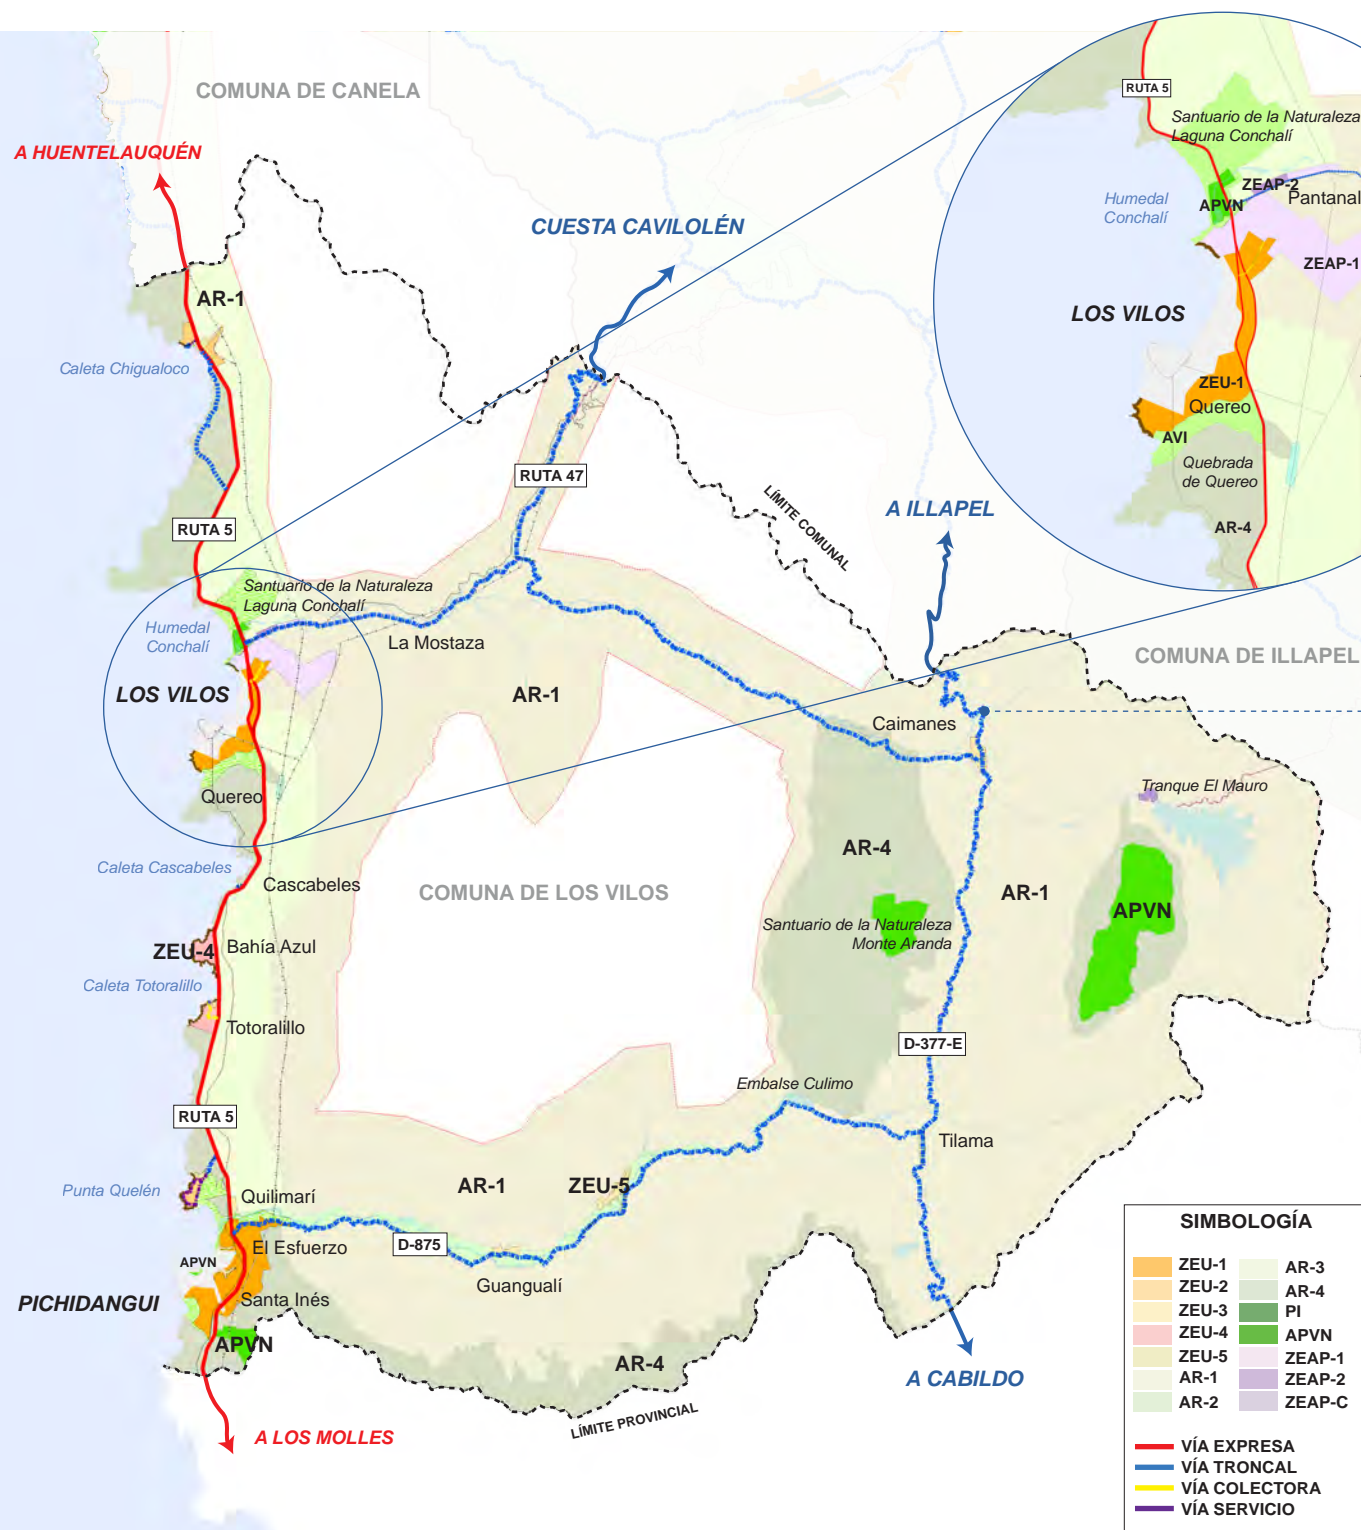 COMUNA DE CANELA
A HUENTELAUQUÉN
CUESTA CAVILOLÉN
AR-1
Caleta Chigualoco
RUTA 47
RUTA 5
LÍMITE COMUNAL
A ILLAPEL
Santuario de la Naturaleza
Laguna Conchalí
Humedal
Conchalí
La Mostaza
LOS VILOS
AR-1
Caimanes
COMUNA DE ILLAPEL
Quereo
Tranque El Mauro
Caleta Cascabeles
Cascabeles
COMUNA DE LOS VILOS
AR-4
AR-1
APVN
Santuario de la Naturaleza
Monte Aranda
ZEU-4
Bahía Azul
Caleta Totoralillo
Totoralillo
D-377-E
Embalse Culimo
RUTA 5
Tilama
Punta Quelén
Quilimarí
AR-1
ZEU-5
El Esfuerzo
D-875
APVN
Guangualí
PICHIDANGUI
Santa Inés
APVN
AR-4
A CABILDO
LÍMITE PROVINCIAL
A LOS MOLLES
RUTA 5
Santuario de la Naturaleza
Laguna Conchalí
ZEAP-2
Humedal
Conchalí
APVN
Pantanal
ZEAP-1
LOS VILOS
ZEU-1
Quereo
AVI
Quebrada
de Quereo
AR-4
SIMBOLOGÍA
ZEU-1
ZEU-2
ZEU-3
ZEU-4
ZEU-5
AR-1
AR-2
AR-3
AR-4
PI
APVN
ZEAP-1
ZEAP-2
ZEAP-C
VÍA EXPRESA
VÍA TRONCAL
VÍA COLECTORA
VÍA SERVICIO